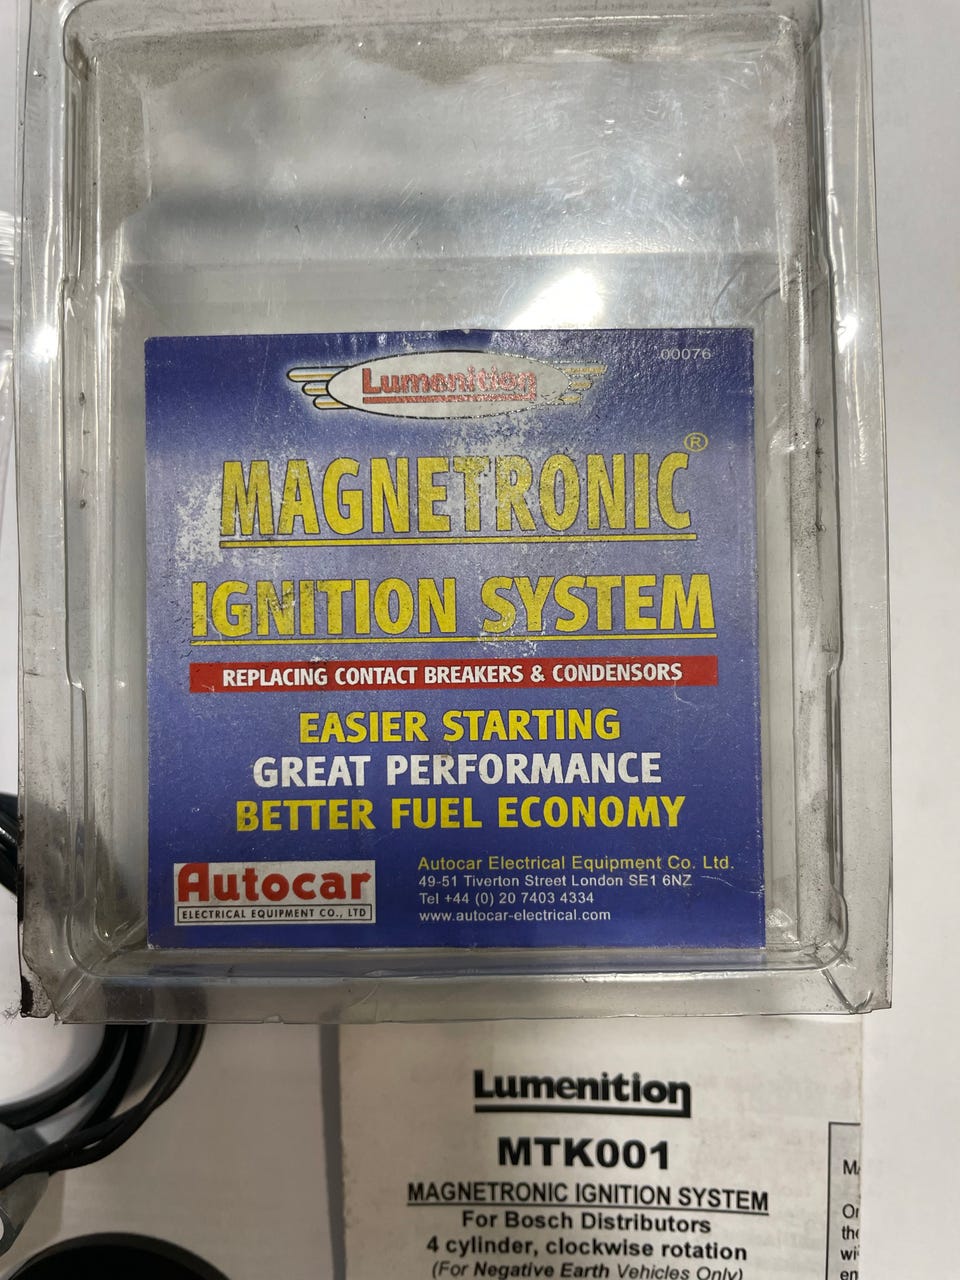 00076
Lumenition
MAGNETRONIC®
IGNITION SYSTEM
REPLACING CONTACT BREAKERS & CONDENSORS
EASIER STARTING
GREAT PERFORMANCE
BETTER FUEL ECONOMY
Autocar
ELECTRICAL EQUIPMENT CO., LTD
Autocar Electrical Equipment Co. Ltd.
49-51 Tiverton Street London SE1 6NZ
Tel +44 (0) 20 7403 4334
www.autocar-electrical.com
Lumenition
MTK001
MAGNETRONIC IGNITION SYSTEM
For Bosch Distributors
4 cylinder, clockwise rotation
(For Negative Earth Vehicles Only)